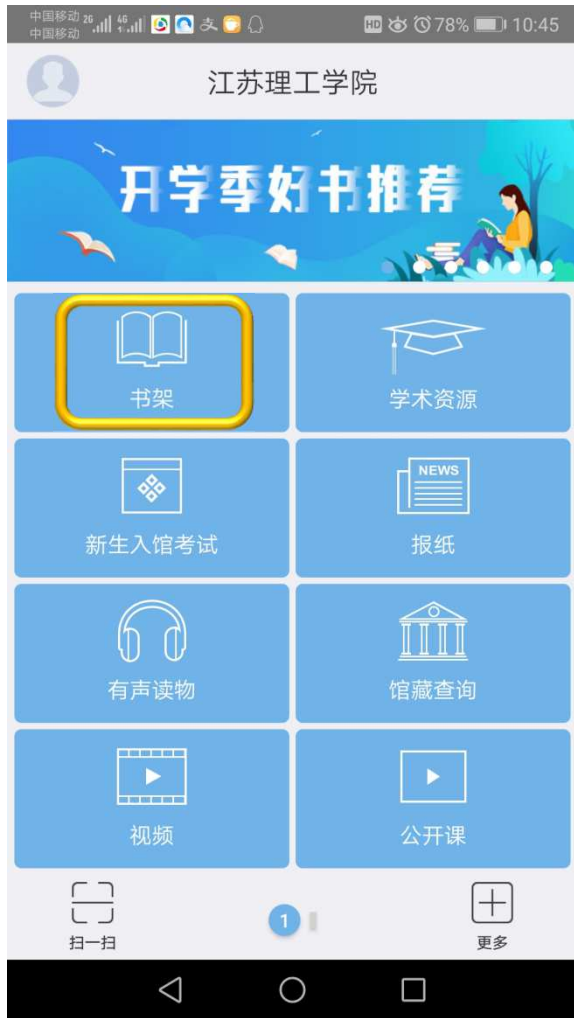 中国移动 2G 4G HD 78% 10:45
中国移动
江苏理工学院
开学季好书推荐
书架 学术资源
NEWS
新生入馆考试 报纸
有声读物 馆藏查询
视频 公开课
1
扫一扫 更多